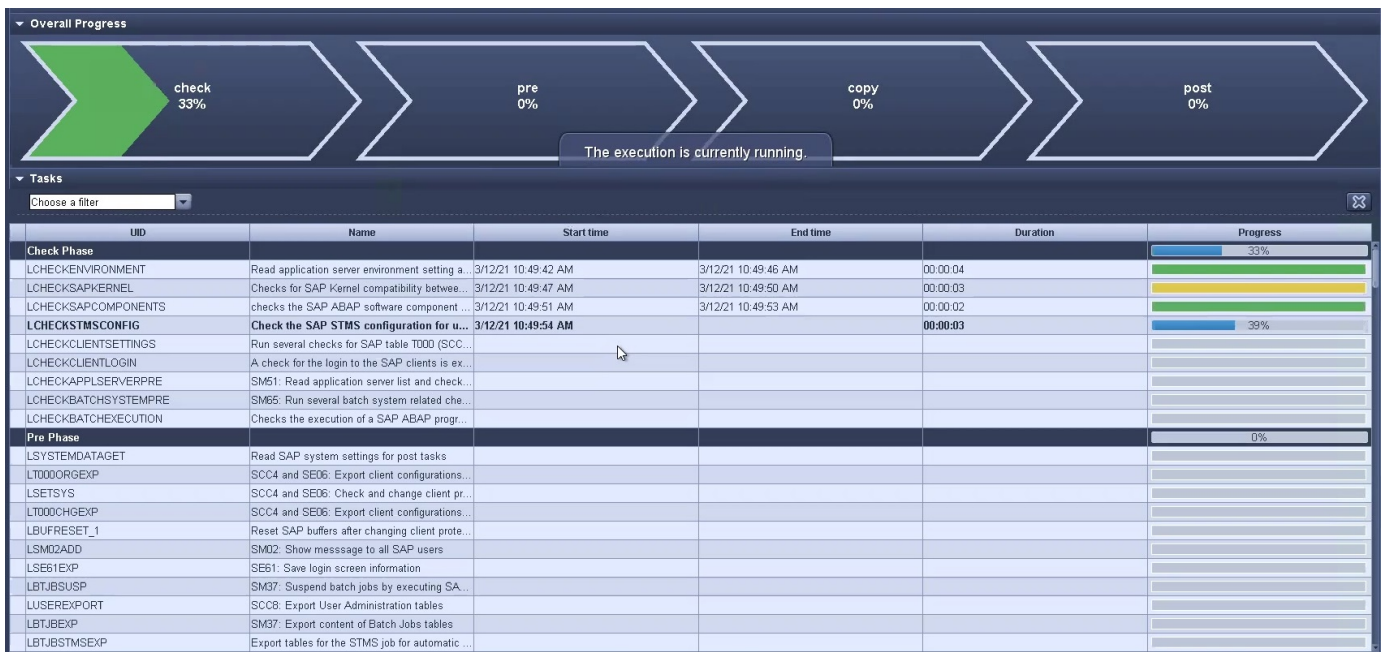 Overall Progress
check
33%
pre
0%
copy
0%
post
0%
The execution is currently running.
Tasks
Choose a filter
UID Name Start time End time Duration Progress
Check Phase 33%
LCHECKENVIRONMENT Read application server environment setting a... 3/12/21 10:49:42 AM 3/12/21 10:49:46 AM 00:00:04
LCHECKSAPKERNEL Checks for SAP Kernel compatibility betwee... 3/12/21 10:49:47 AM 3/12/21 10:49:50 AM 00:00:03
LCHECKSAPCOMPONENTS checks the SAP ABAP software component ... 3/12/21 10:49:51 AM 3/12/21 10:49:53 AM 00:00:02
LCHECKSTMSCONFIG Check the SAP STMS configuration for u... 3/12/21 10:49:54 AM 00:00:03 39%
LCHECKCLIENTSETTINGS Run several checks for SAP table T000 (SCC...
LCHECKCLIENTLOGIN A check for the login to the SAP clients is ex...
LCHECKAPPLSERVERPRE SM51: Read application server list and check...
LCHECKBATCHSYSTEMPRE SM65: Run several batch system related che...
LCHECKBATCHEXECUTION Checks the execution of a SAP ABAP progr...
Pre Phase 0%
LSYSTEMDATAGET Read SAP system settings for post tasks
LT000ORGEXP SCC4 and SE06: Export client configurations...
LSETSYS SCC4 and SE06: Check and change client pr...
LT000CHGEXP SCC4 and SE06: Export client configurations...
LBUFRESET_1 Reset SAP buffers after changing client prote...
LSM02ADD SM02: Show messsage to all SAP users
LSE61EXP SE61: Save login screen information
LBTJBSUSP SM37: Suspend batch jobs by executing SA...
LUSEREXPORT SCC8: Export User Administration tables
LBTJBEXP SM37: Export content of Batch Jobs tables
LBTJBSTMSEXP Export tables for the STMS job for automatic ...